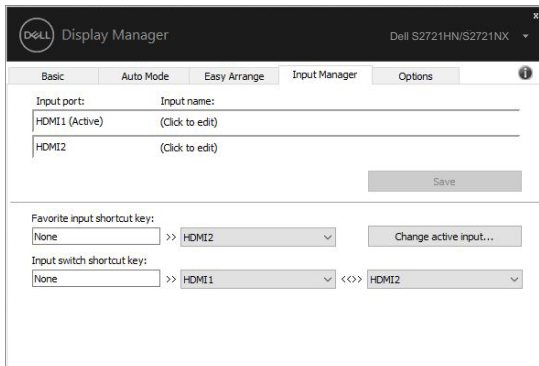 x
DELL Display Manager Dell S2721HN/S2721NX
Basic Auto Mode Easy Arrange Input Manager Options i
Input port: Input name:
HDMI1 (Active) (Click to edit)
HDMI2 (Click to edit)
Save
Favorite input shortcut key:
None >> HDMI2 Change active input...
Input switch shortcut key:
None >> HDMI1 <<>> HDMI2